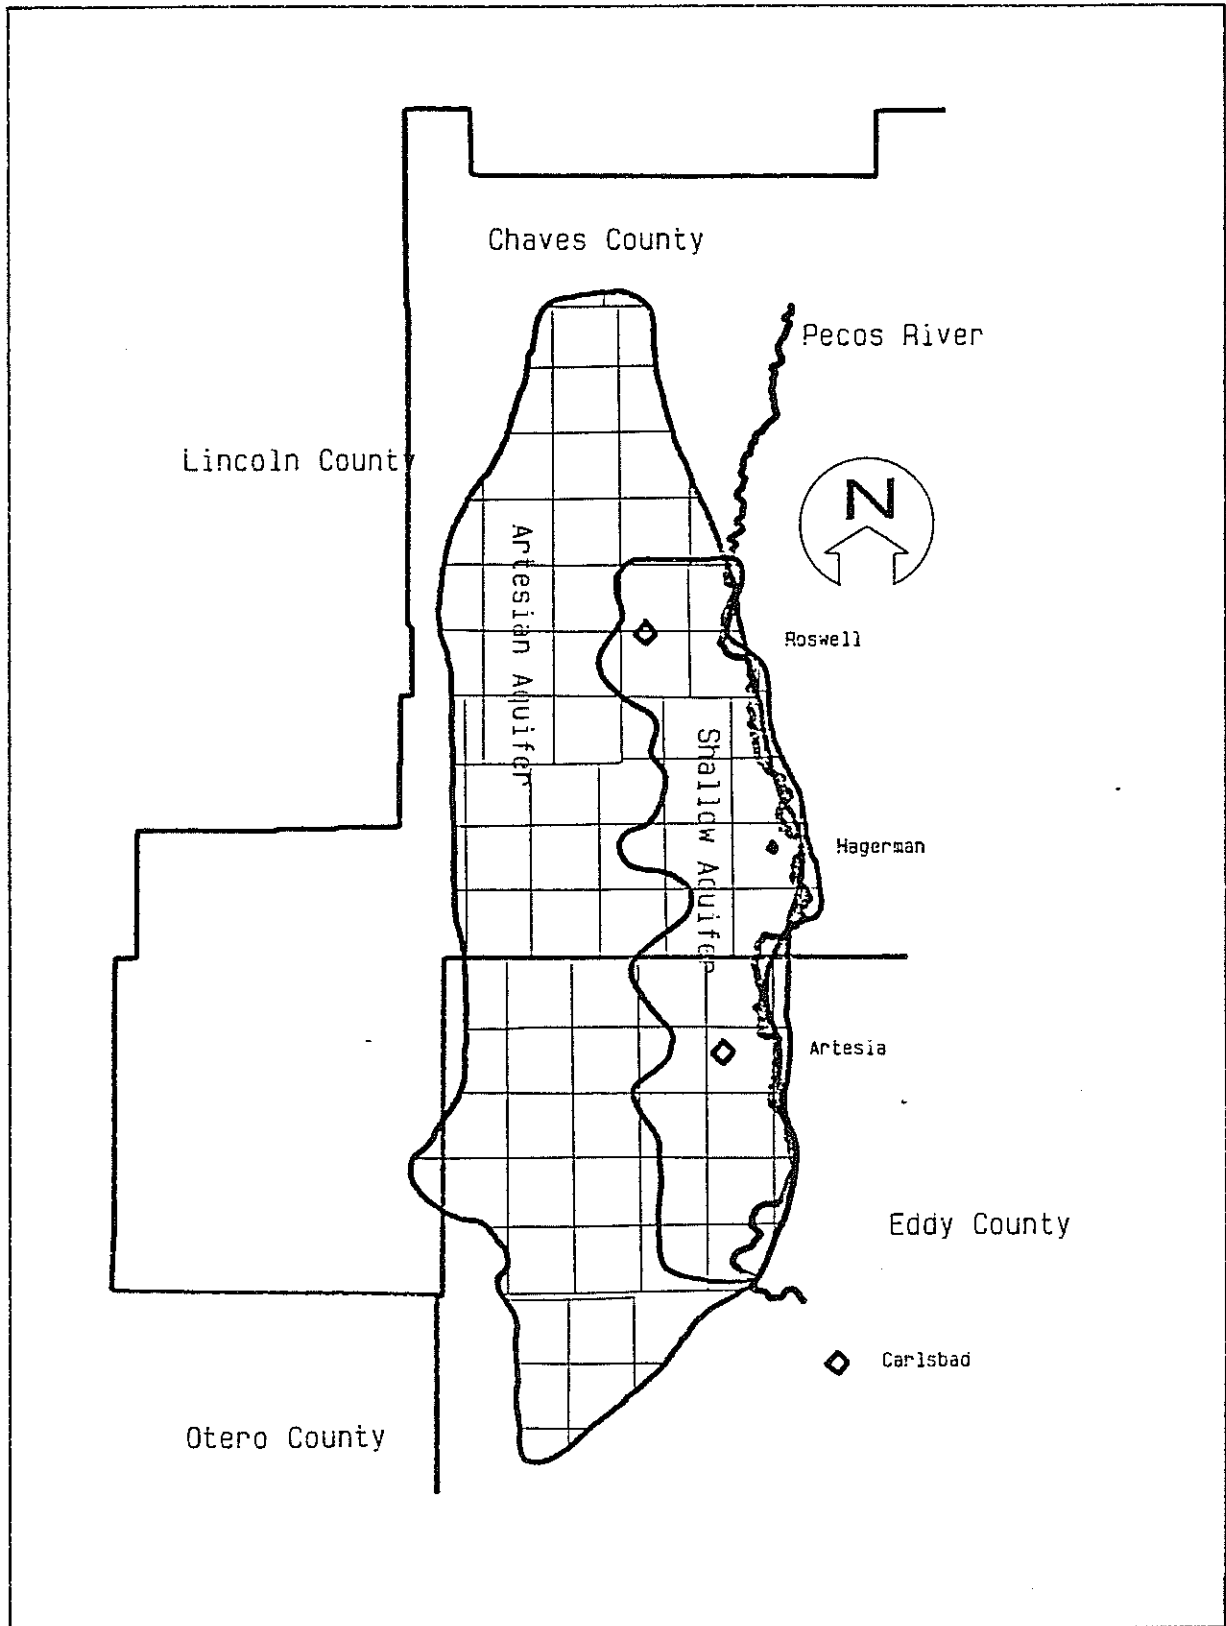 Chaves County
Pecos River
Lincoln County
N
Artesian Aquifer
Roswell
Shallow Aquifer
Hagerman
Artesia
Eddy County
Carlsbad
Otero County